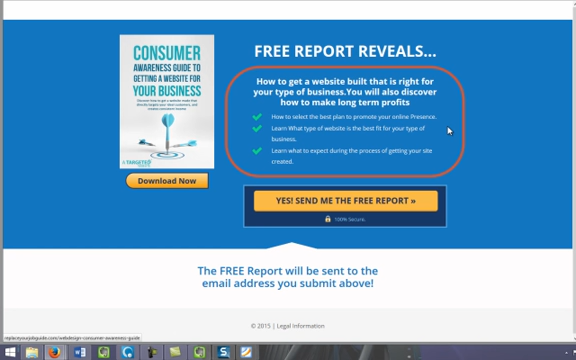 FREE REPORT REVEALS...
CONSUMER
AWARENESS GUIDE TO
GETTING A WEBSITE FOR
YOUR BUSINESS
How to get a website built that is right for
your type of business.You will also discover
how to make long term profits
How to select the best plan to promote your online Presence.
Learn What type of website is the best fit for your type of
business.
Learn what to expect during the process of getting your site
created.
Download Now
YES! SEND ME THE FREE REPORT »
100% Secure.
The FREE Report will be sent to the
email address you submit above!
© 2015 | Legal Information